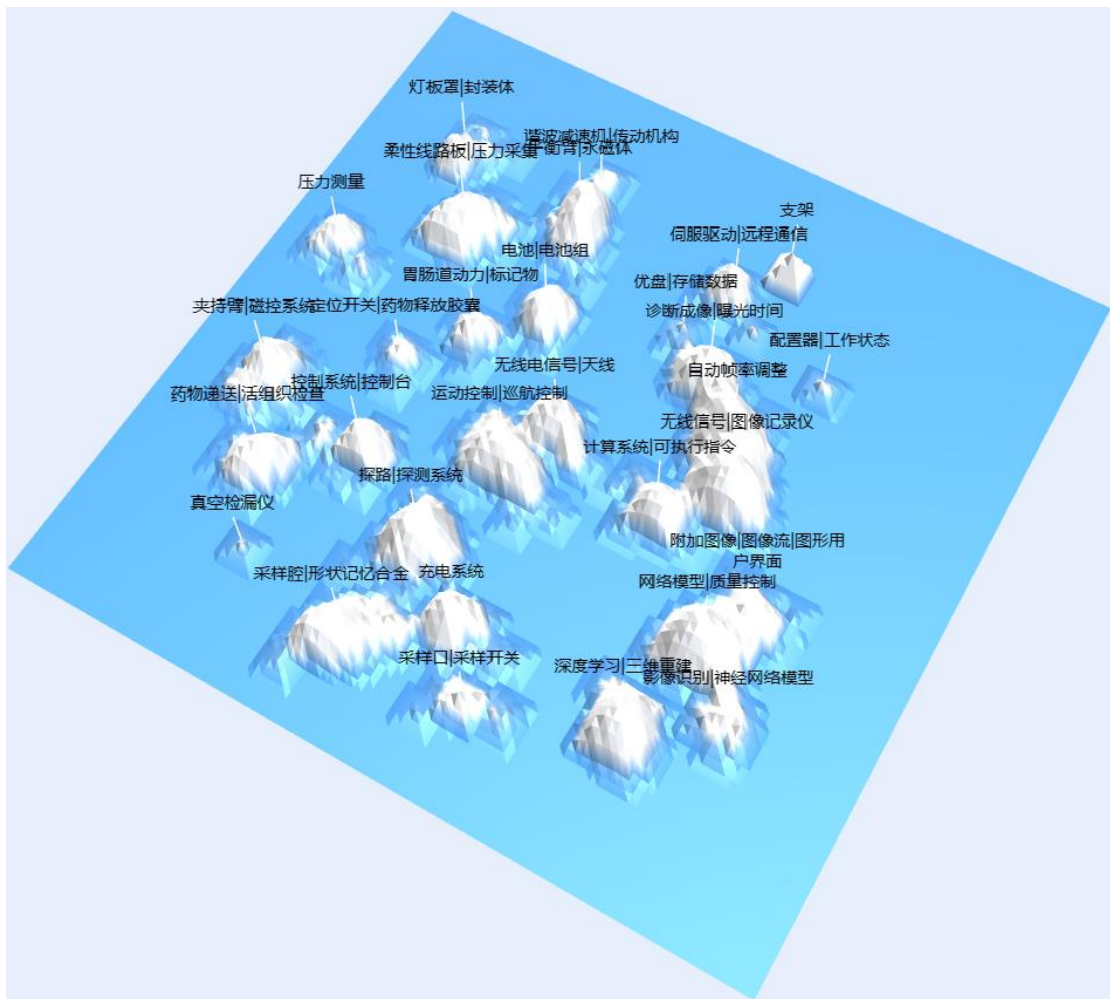 灯板罩|封装体
谐波减速机|传动机构
平衡臂|永磁体
柔性线路板|压力采集
压力测量
支架
伺服驱动|远程通信
电池|电池组
胃肠道动力|标记物
优盘|存储数据
夹持臂|磁控系统
定位开关|药物释放胶囊
诊断成像|曝光时间
配置器|工作状态
无线电信号|天线
自动帧率调整
控制系统|控制台
药物递送|活组织检查
运动控制|巡航控制
无线信号|图像记录仪
计算系统|可执行指令
探路|探测系统
真空检漏仪
附加图像|图像流|图形用
户界面
采样腔|形状记忆合金
充电系统
网络模型|质量控制
采样口|采样开关
深度学习|三维重建
影像识别|神经网络模型